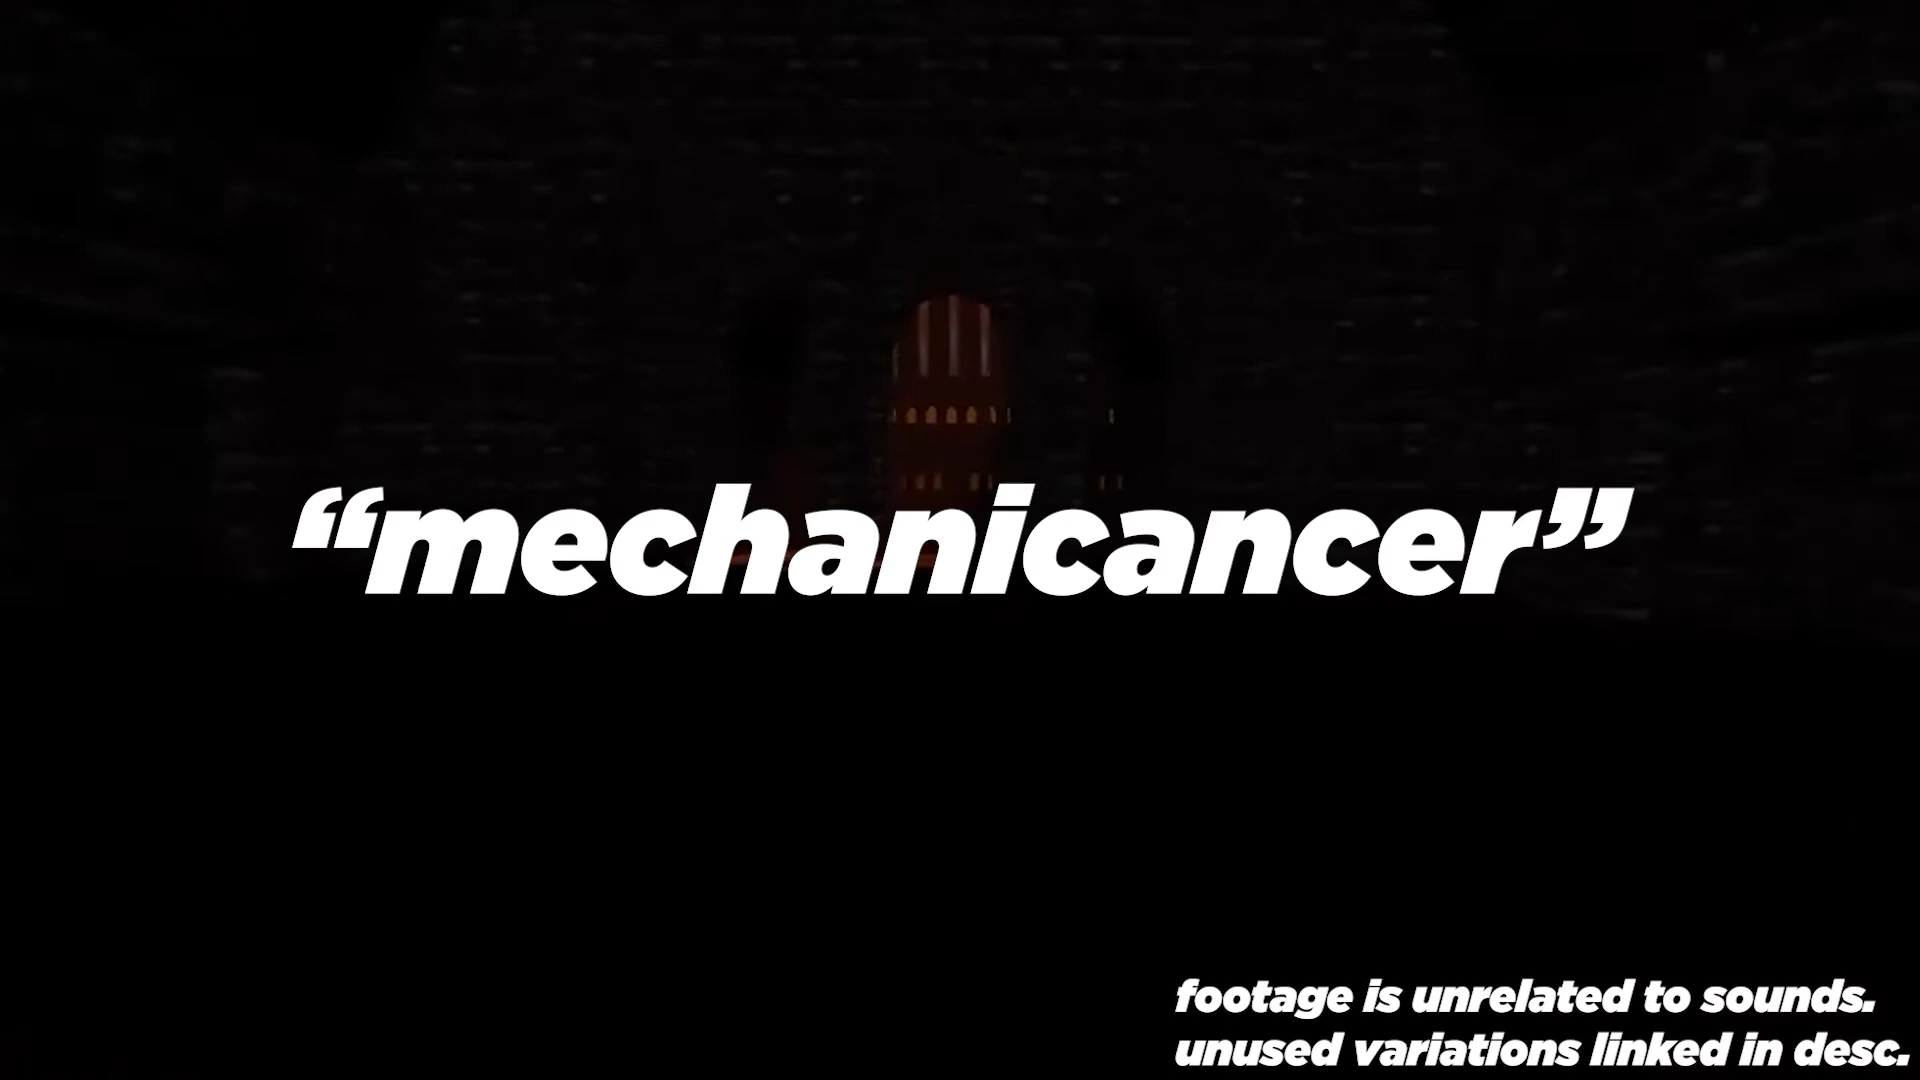 “mechanicancer”
footage is unrelated to sounds.
unused variations linked in desc.